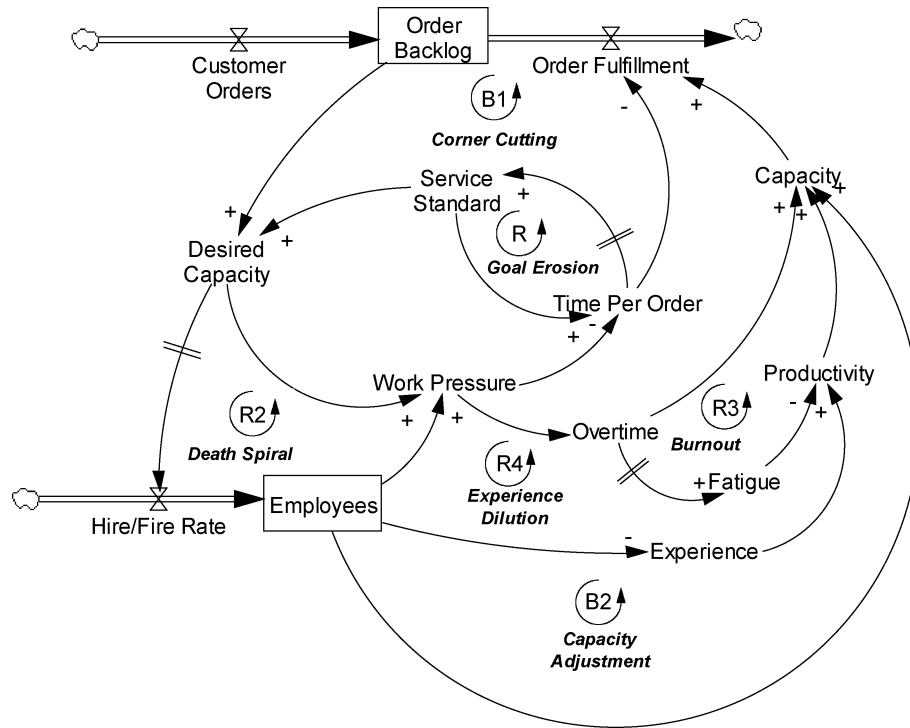 Order
Backlog
Customer
Orders
Order Fulfillment
-
+
B1
Corner Cutting
Service
Standard
+
Capacity
+
+
+
R
Goal Erosion
+
+
Desired
Capacity
Time Per Order
-
+
Work Pressure
+
+
Productivity
-
+
R2
Death Spiral
R3
Burnout
Overtime
R4
Experience
Dilution
+
Fatigue
Hire/Fire Rate
Employees
-
Experience
B2
Capacity
Adjustment